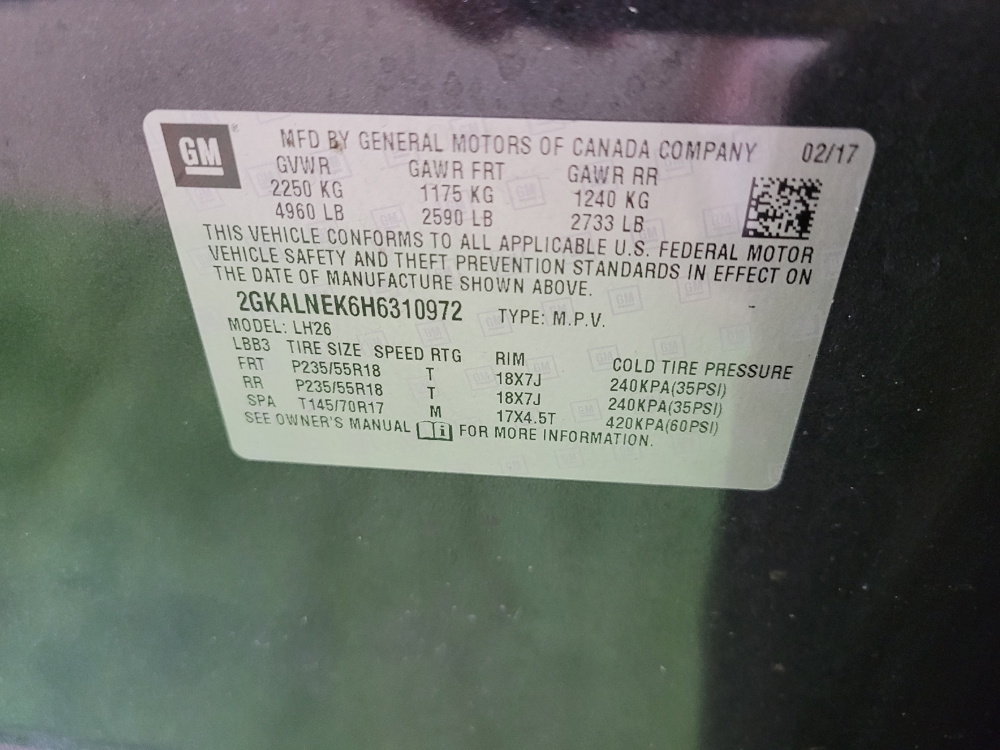 GM
MFD BY GENERAL MOTORS OF CANADA COMPANY 02/17
GVWR GAWR FRT GAWR RR
2250 KG 1175 KG 1240 KG
4960 LB 2590 LB 2733 LB
THIS VEHICLE CONFORMS TO ALL APPLICABLE U.S. FEDERAL MOTOR
VEHICLE SAFETY AND THEFT PREVENTION STANDARDS IN EFFECT ON
THE DATE OF MANUFACTURE SHOWN ABOVE.
2GKALNEK6H6310972 TYPE: M.P.V.
MODEL: LH26
LBB3 TIRE SIZE SPEED RTG RIM COLD TIRE PRESSURE
FRT P235/55R18 T 18X7J 240KPA(35PSI)
RR P235/55R18 T 18X7J 240KPA(35PSI)
SPA T145/70R17 M 17X4.5T 420KPA(60PSI)
SEE OWNER'S MANUAL i FOR MORE INFORMATION.